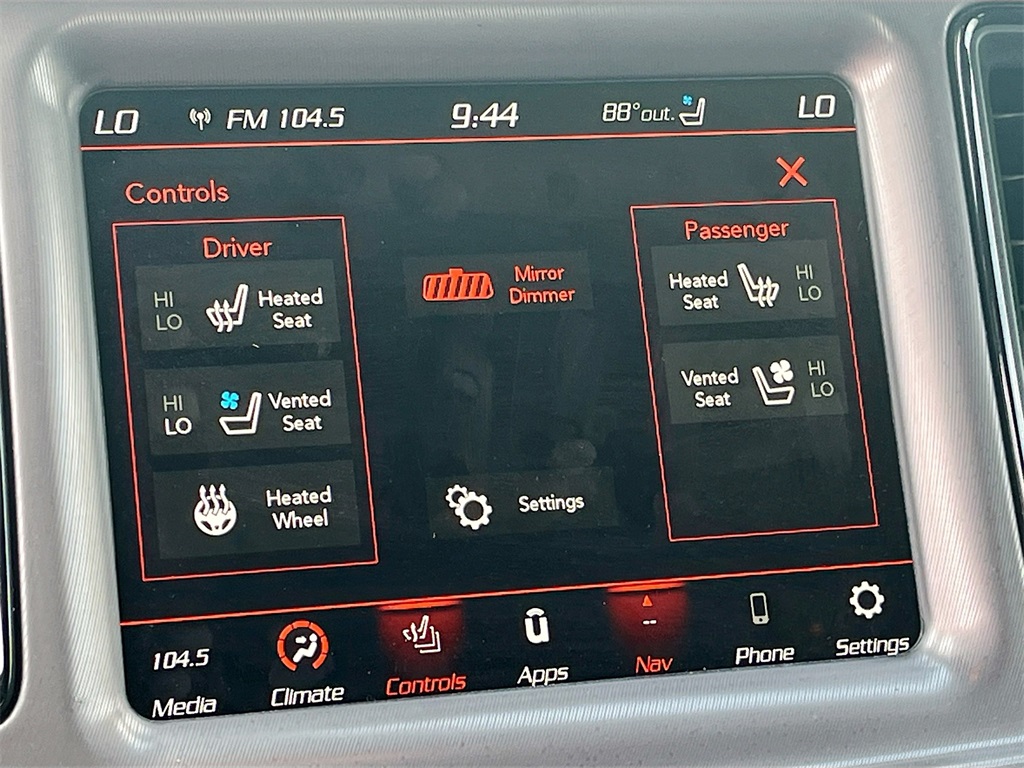 LO FM 104.5 9:44 88° out. LO
Controls
Driver
HI
LO
Heated
Seat
HI
LO
Vented
Seat
Heated
Wheel
Mirror
Dimmer
Settings
Passenger
Heated
Seat
HI
LO
Vented
Seat
HI
LO
104.5
Media
Climate
Controls
Apps
--
Nav
Phone
Settings